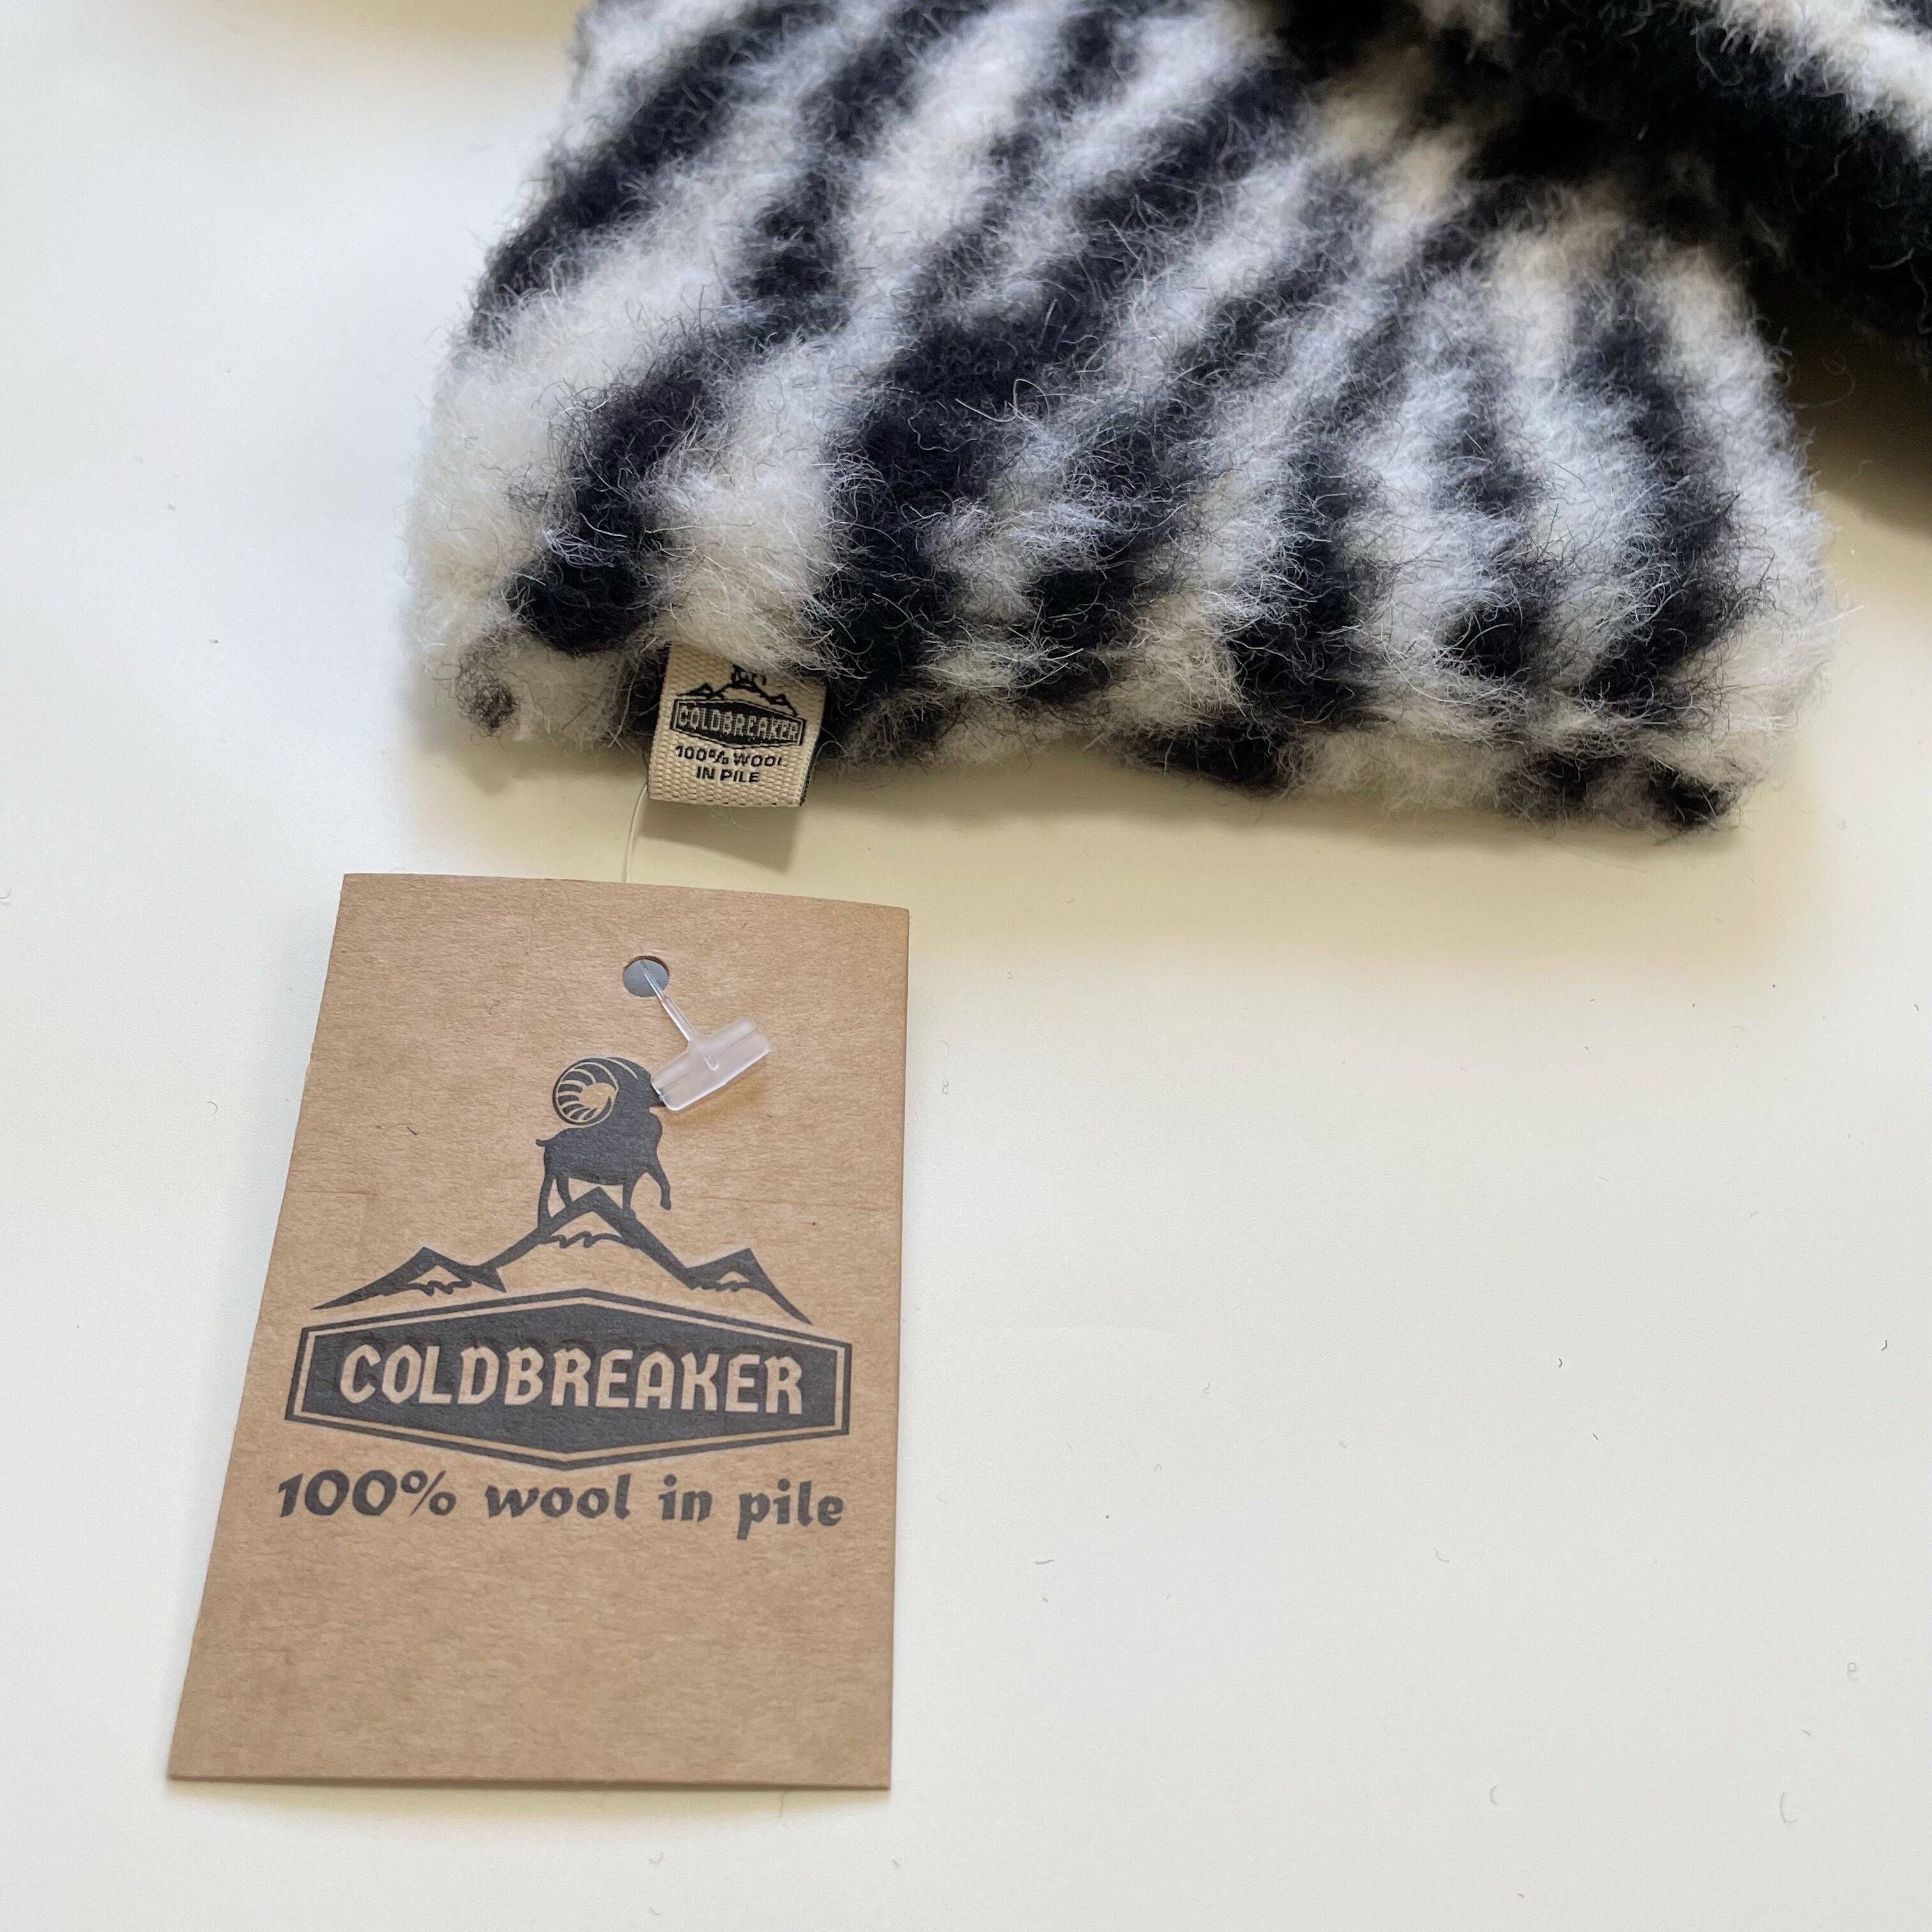 COLDBREAKER
100% WOOL
IN PILE
COLDBREAKER
100% wool in pile